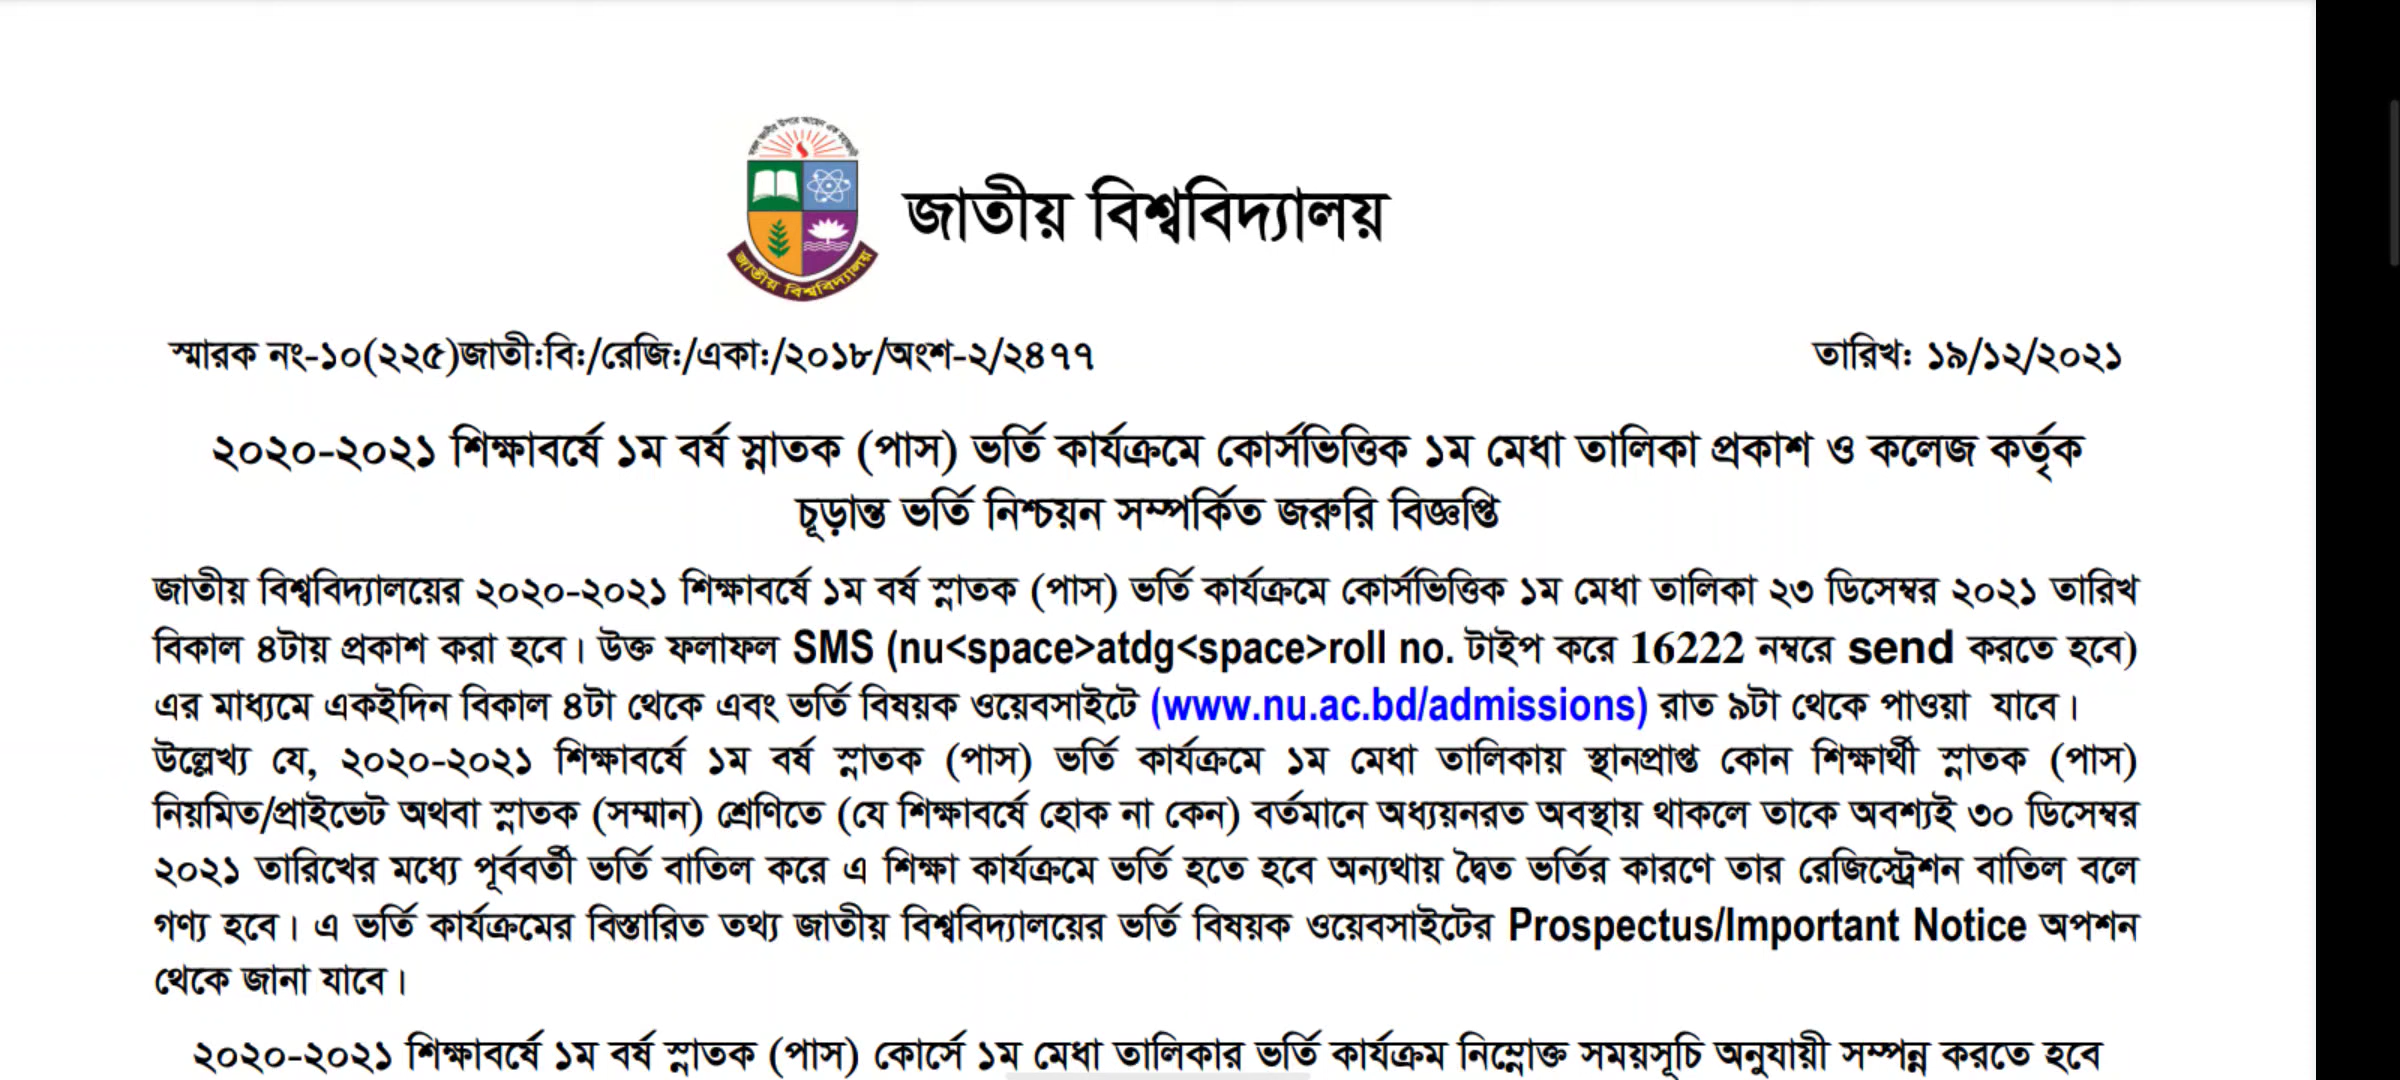 সকল জ্ঞানীর উপরে আছেন এক মহাজ্ঞানী
জাতীয় বিশ্ববিদ্যালয়
জাতীয় বিশ্ববিদ্যালয়
স্মারক নং-১০(২২৫)জাতী:বি:/রেজি:/একা:/২০১৮/অংশ-২/২৪৭৭
তারিখ: ১৯/১২/২০২১
২০২০-২০২১ শিক্ষাবর্ষে ১ম বর্ষ স্নাতক (পাস) ভর্তি কার্যক্রমে কোর্সভিত্তিক ১ম মেধা তালিকা প্রকাশ ও কলেজ কর্তৃক
চূড়ান্ত ভর্তি নিশ্চয়ন সম্পর্কিত জরুরি বিজ্ঞপ্তি
জাতীয় বিশ্ববিদ্যালয়ের ২০২০-২০২১ শিক্ষাবর্ষে ১ম বর্ষ স্নাতক (পাস) ভর্তি কার্যক্রমে কোর্সভিত্তিক ১ম মেধা তালিকা ২৩ ডিসেম্বর ২০২১ তারিখ
বিকাল ৪টায় প্রকাশ করা হবে। উক্ত ফলাফল SMS (nu<space>atdg<space>roll no. টাইপ করে 16222 নম্বরে send করতে হবে)
এর মাধ্যমে একইদিন বিকাল ৪টা থেকে এবং ভর্তি বিষয়ক ওয়েবসাইটে (www.nu.ac.bd/admissions) রাত ৯টা থেকে পাওয়া যাবে।
উল্লেখ্য যে, ২০২০-২০২১ শিক্ষাবর্ষে ১ম বর্ষ স্নাতক (পাস) ভর্তি কার্যক্রমে ১ম মেধা তালিকায় স্থানপ্রাপ্ত কোন শিক্ষার্থী স্নাতক (পাস)
নিয়মিত/প্রাইভেট অথবা স্নাতক (সম্মান) শ্রেণিতে (যে শিক্ষাবর্ষে হোক না কেন) বর্তমানে অধ্যয়নরত অবস্থায় থাকলে তাকে অবশ্যই ৩০ ডিসেম্বর
২০২১ তারিখের মধ্যে পূর্ববর্তী ভর্তি বাতিল করে এ শিক্ষা কার্যক্রমে ভর্তি হতে হবে অন্যথায় দ্বৈত ভর্তির কারণে তার রেজিস্ট্রেশন বাতিল বলে
গণ্য হবে। এ ভর্তি কার্যক্রমের বিস্তারিত তথ্য জাতীয় বিশ্ববিদ্যালয়ের ভর্তি বিষয়ক ওয়েবসাইটের Prospectus/Important Notice অপশন
থেকে জানা যাবে।
২০২০-২০২১ শিক্ষাবর্ষে ১ম বর্ষ স্নাতক (পাস) কোর্সে ১ম মেধা তালিকার ভর্তি কার্যক্রম নিম্নোক্ত সময়সূচি অনুযায়ী সম্পন্ন করতে হবে